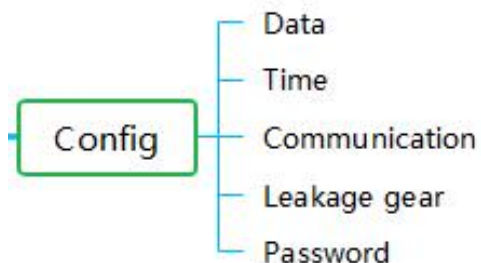 Config
Data
Time
Communication
Leakage gear
Password